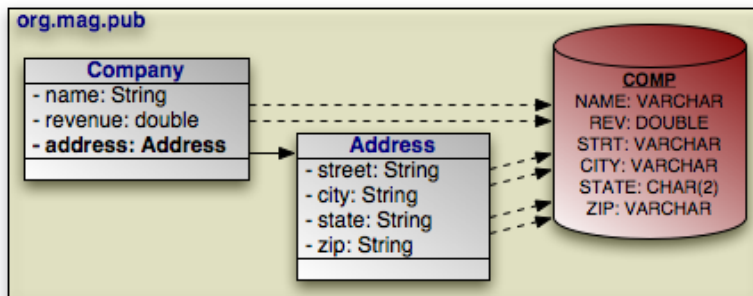 org.mag.pub
Company
- name: String
- revenue: double
- address: Address
Address
- street: String
- city: String
- state: String
- zip: String
COMP
NAME: VARCHAR
REV: DOUBLE
STRT: VARCHAR
CITY: VARCHAR
STATE: CHAR(2)
ZIP: VARCHAR